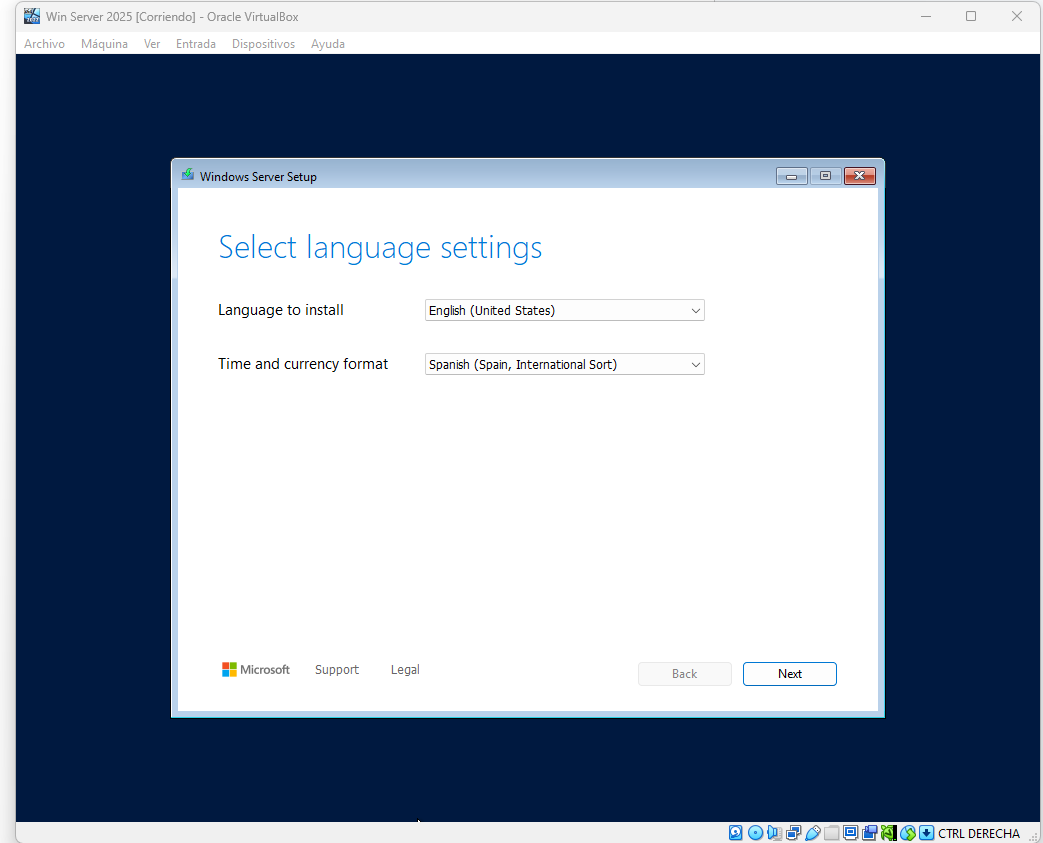 Win Server 2025 [Corriendo] - Oracle VirtualBox
Archivo Máquina Ver Entrada Dispositivos Ayuda
Windows Server Setup
Select language settings
Language to install English (United States)
Time and currency format Spanish (Spain, International Sort)
Microsoft Support Legal Back Next
CTRL DERECHA